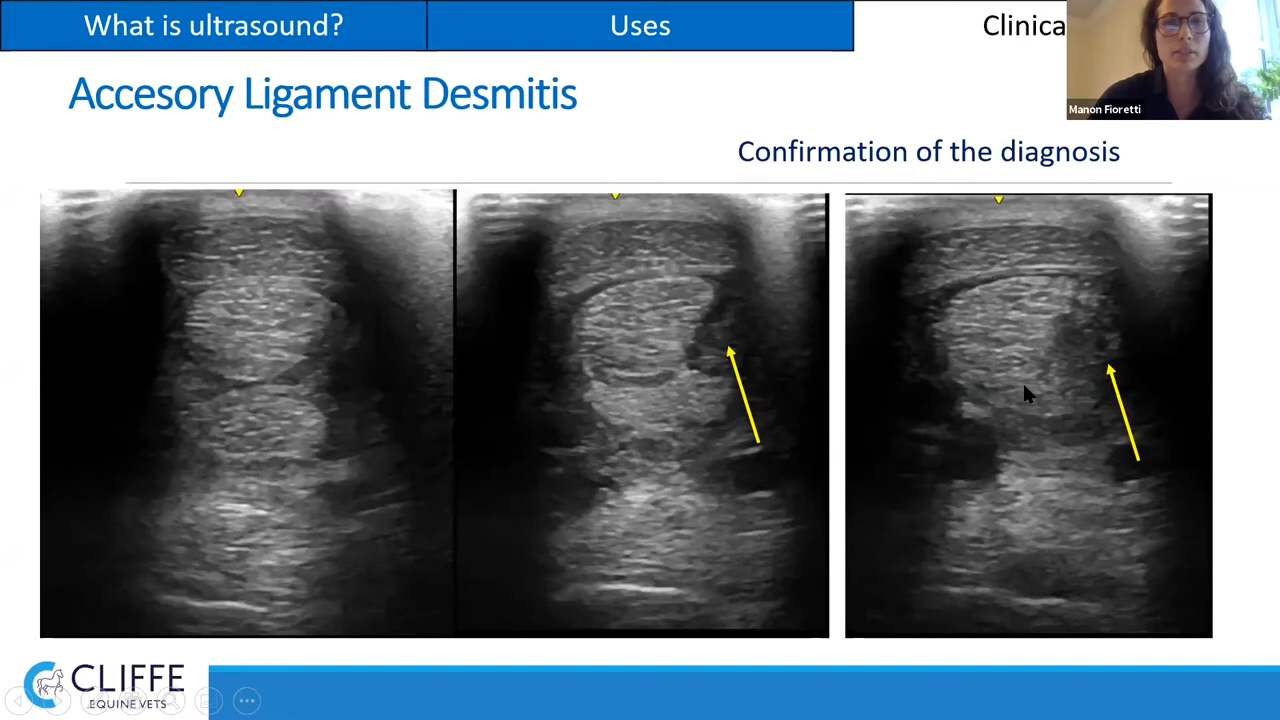 What is ultrasound?
Uses
Clinica
Manon Fioretti
Accesory Ligament Desmitis
Confirmation of the diagnosis
CLIFFE
EQUINE VETS